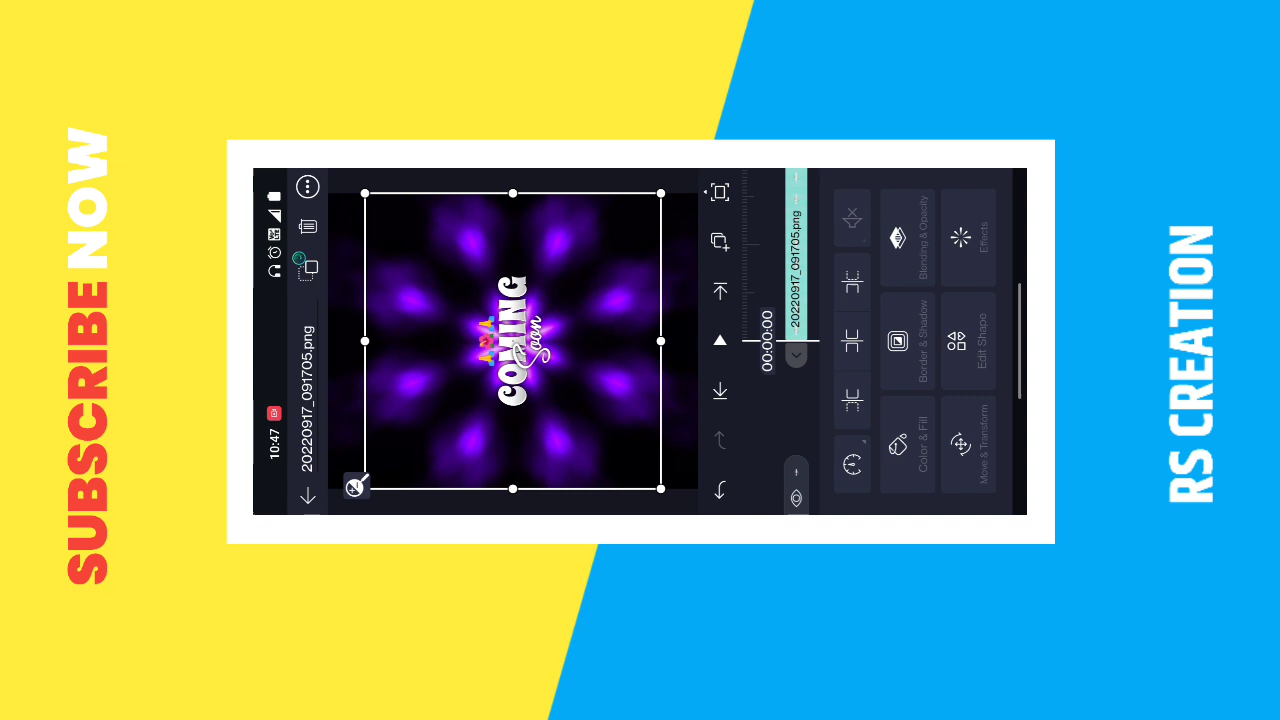 SUBSCRIBE NOW
10:47
20220917_091705.png
COMING
Soon
00:00:00
20220917_091705.png
Color & Fill
Border & Shadow
Blending & Opacity
Move & Transform
Edit Shape
Effects
RS CREATION